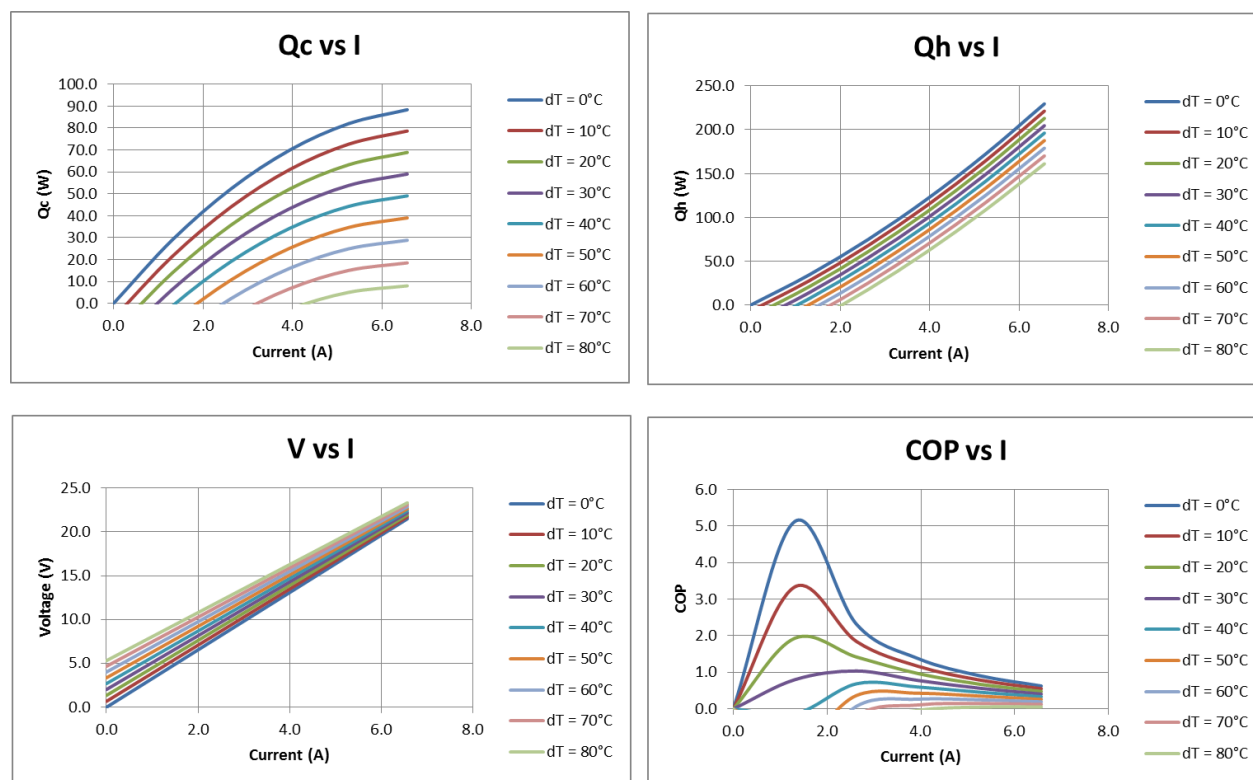 Qc vs I
100.0
90.0
80.0
70.0
60.0
50.0
40.0
30.0
20.0
10.0
0.0
Qc (W)
0.0 2.0 4.0 6.0 8.0
Current (A)
dT = 0°C
dT = 10°C
dT = 20°C
dT = 30°C
dT = 40°C
dT = 50°C
dT = 60°C
dT = 70°C
dT = 80°C
Qh vs I
250.0
200.0
150.0
100.0
50.0
0.0
Qh (W)
0.0 2.0 4.0 6.0 8.0
Current (A)
dT = 0°C
dT = 10°C
dT = 20°C
dT = 30°C
dT = 40°C
dT = 50°C
dT = 60°C
dT = 70°C
dT = 80°C
V vs I
25.0
20.0
15.0
10.0
5.0
0.0
Voltage (V)
0.0 2.0 4.0 6.0 8.0
Current (A)
dT = 0°C
dT = 10°C
dT = 20°C
dT = 30°C
dT = 40°C
dT = 50°C
dT = 60°C
dT = 70°C
dT = 80°C
COP vs I
6.0
5.0
4.0
3.0
2.0
1.0
0.0
COP
0.0 2.0 4.0 6.0 8.0
Current (A)
dT = 0°C
dT = 10°C
dT = 20°C
dT = 30°C
dT = 40°C
dT = 50°C
dT = 60°C
dT = 70°C
dT = 80°C